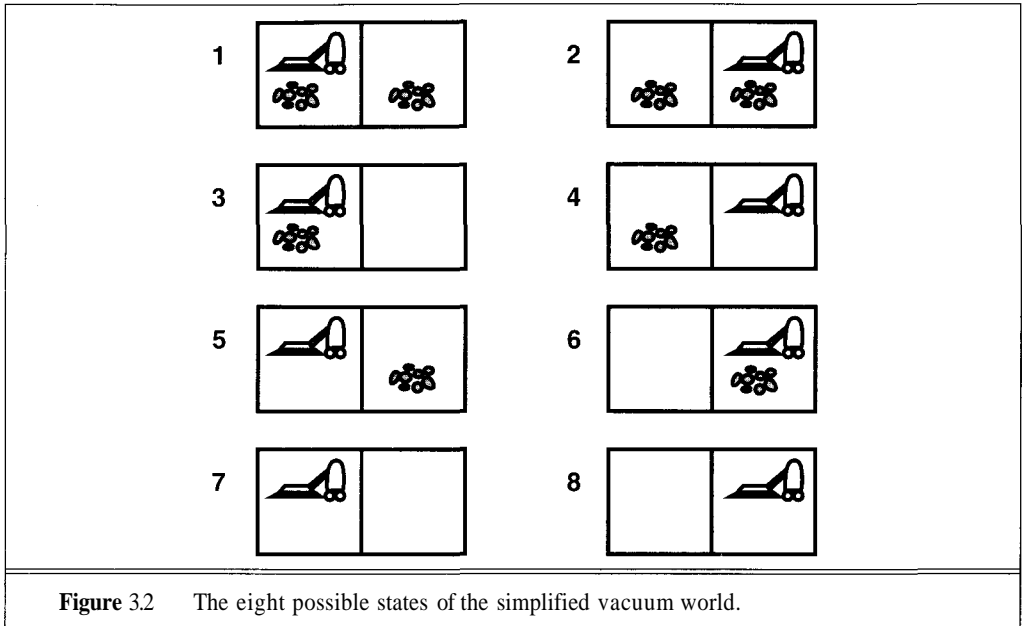 1 2
3 4
5 6
7 8
Figure 3.2 The eight possible states of the simplified vacuum world.